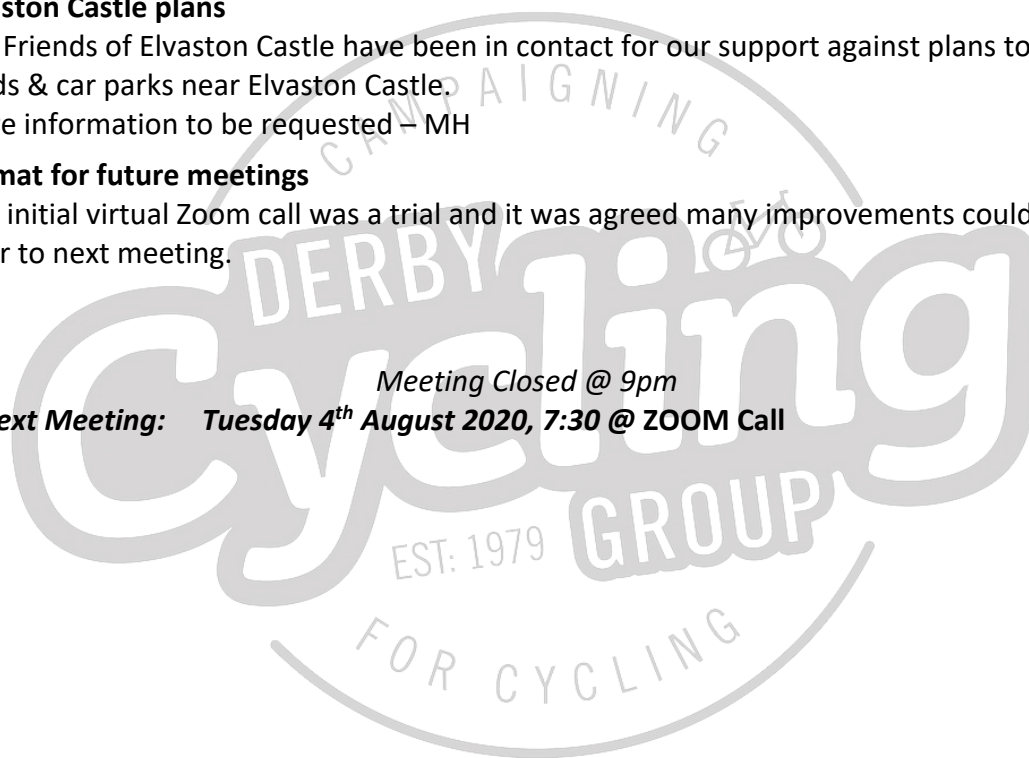 ston Castle plans
Friends of Elvaston Castle have been in contact for our support against plans to
ds & car parks near Elvaston Castle.
e information to be requested – MH
mat for future meetings
initial virtual Zoom call was a trial and it was agreed many improvements could
r to next meeting.
Meeting Closed @ 9pm
ext Meeting: Tuesday 4th August 2020, 7:30 @ ZOOM Call
CAMPAIGNING
DERBY
Cycling
GROUP
EST: 1979
FOR CYCLING